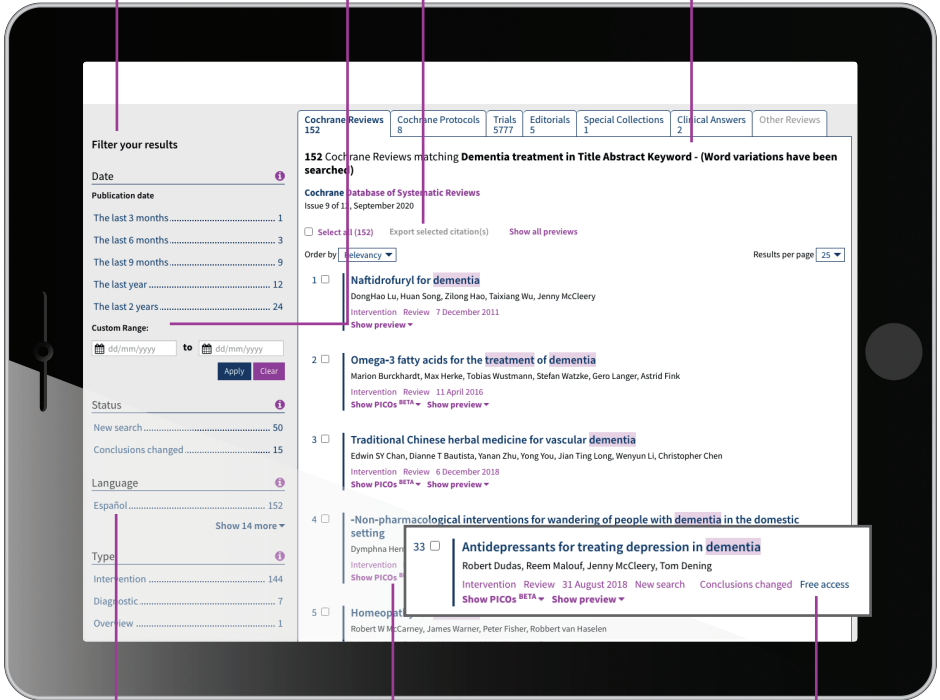 Filter your results
Date
Publication date
The last 3 months 1
The last 6 months 3
The last 9 months 9
The last year 12
The last 2 years 24
Custom Range:
dd/mm/yyyy to dd/mm/yyyy
Apply Clear
Status
New search 50
Conclusions changed 15
Language
Español 152
Show 14 more
Type
Intervention 144
Diagnostic 7
Overview 1
Cochrane Reviews Cochrane Protocols Trials Editorials Special Collections Clinical Answers Other Reviews
152 8 5777 5 1 2
152 Cochrane Reviews matching Dementia treatment in Title Abstract Keyword - (Word variations have been
searched)
Cochrane Database of Systematic Reviews
Issue 9 of 12, September 2020
Select all (152) Export selected citation(s) Show all previews
Order by Relevancy Results per page 25
1 Naftidrofuryl for dementia
DongHao Lu, Huan Song, Zilong Hao, Taixiang Wu, Jenny McCleery
Intervention Review 7 December 2011
Show preview
2 Omega-3 fatty acids for the treatment of dementia
Marion Burckhardt, Max Herke, Tobias Wustmann, Stefan Watzke, Gero Langer, Astrid Fink
Intervention Review 11 April 2016
Show PICOs BETA Show preview
3 Traditional Chinese herbal medicine for vascular dementia
Edwin SY Chan, Dianne T Bautista, Yanan Zhu, Yong You, Jian Ting Long, Wenyun Li, Christopher Chen
Intervention Review 6 December 2018
Show PICOs BETA Show preview
4 -Non-pharmacological interventions for wandering of people with dementia in the domestic
setting
Dymphna Hen
Intervention
Show PICOs
5 Homeopat
Robert W McCarney, James Warner, Peter Fisher, Robbert van Haselen
33 Antidepressants for treating depression in dementia
Robert Dudas, Reem Malouf, Jenny McCleery, Tom Dening
Intervention Review 31 August 2018 New search Conclusions changed Free access
Show PICOs BETA Show preview